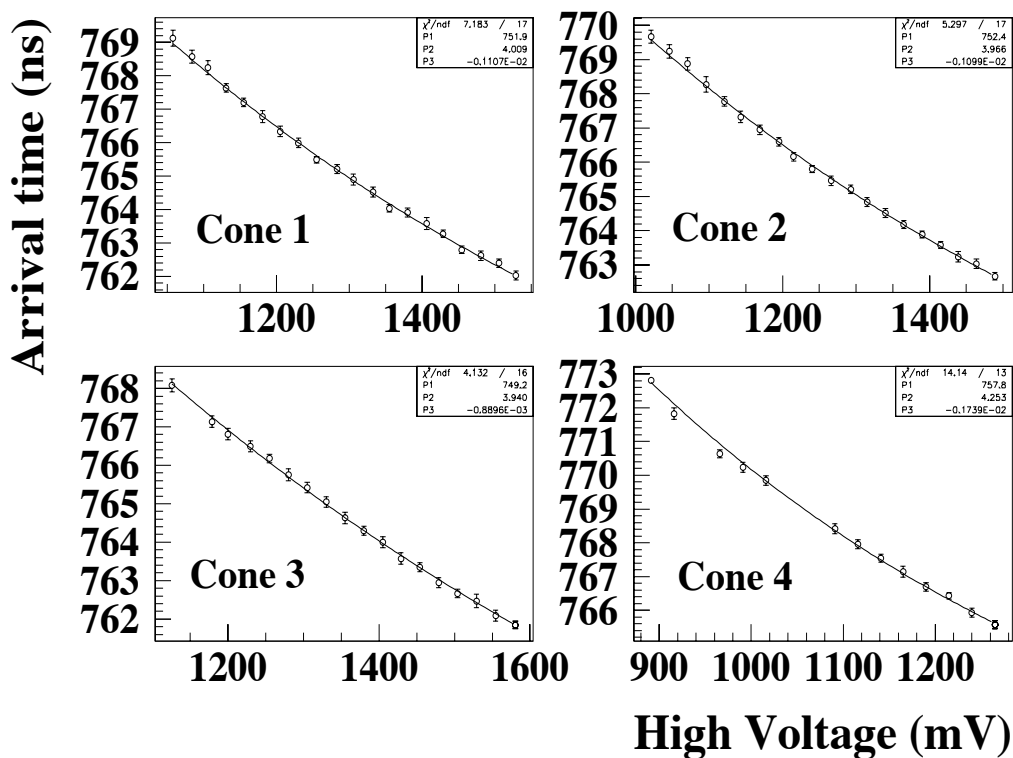 Arrival time (ns)
769
768
767
766
765
764
763
762
χ²/ndf 7.183 / 17
P1 751.9
P2 4.009
P3 -0.1107E-02
Cone 1
1200 1400
770
769
768
767
766
765
764
763
χ²/ndf 5.297 / 17
P1 752.4
P2 3.966
P3 -0.1099E-02
Cone 2
1000 1200 1400
768
767
766
765
764
763
762
χ²/ndf 4.132 / 16
P1 749.2
P2 3.940
P3 -0.8896E-03
Cone 3
1200 1400 1600
773
772
771
770
769
768
767
766
χ²/ndf 14.14 / 13
P1 757.8
P2 4.253
P3 -0.1739E-02
Cone 4
900 1000 1100 1200
High Voltage (mV)